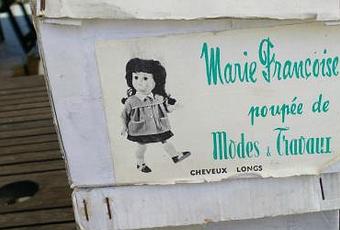 Marie Françoise
poupée de
Modes & Travaux
CHEVEUX LONGS